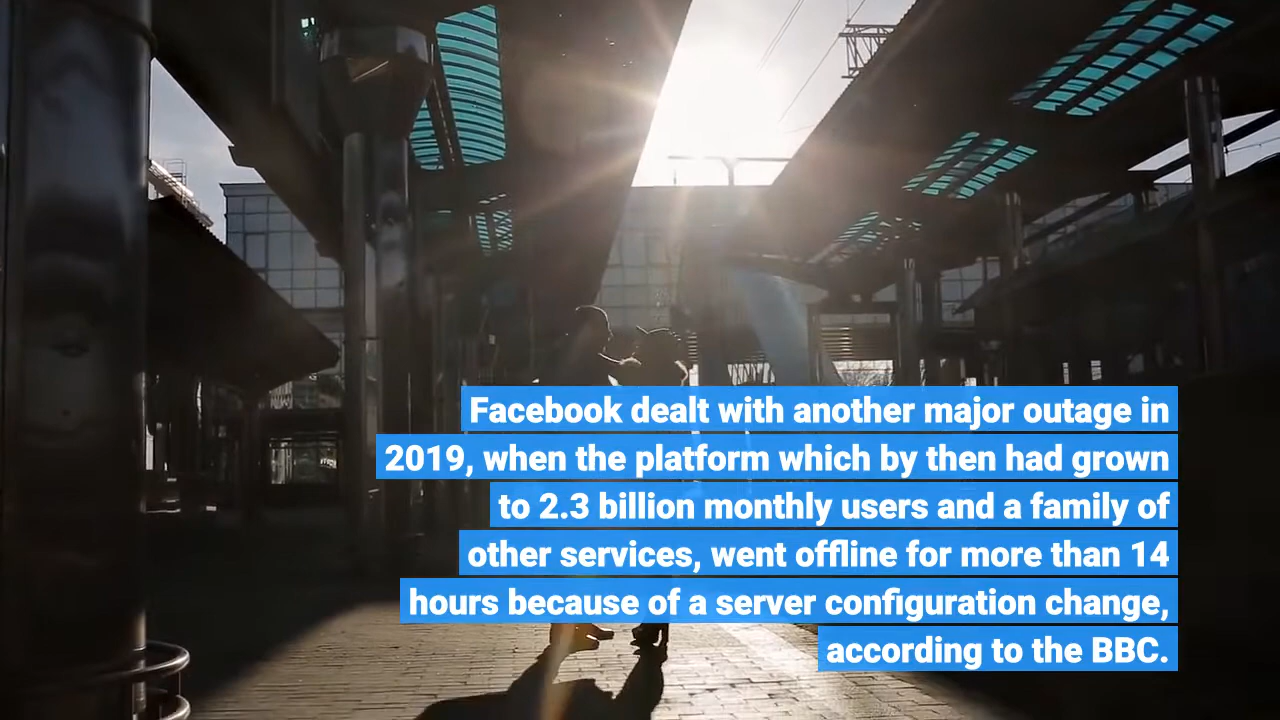 Facebook dealt with another major outage in
2019, when the platform which by then had grown
to 2.3 billion monthly users and a family of
other services, went offline for more than 14
hours because of a server configuration change,
according to the BBC.